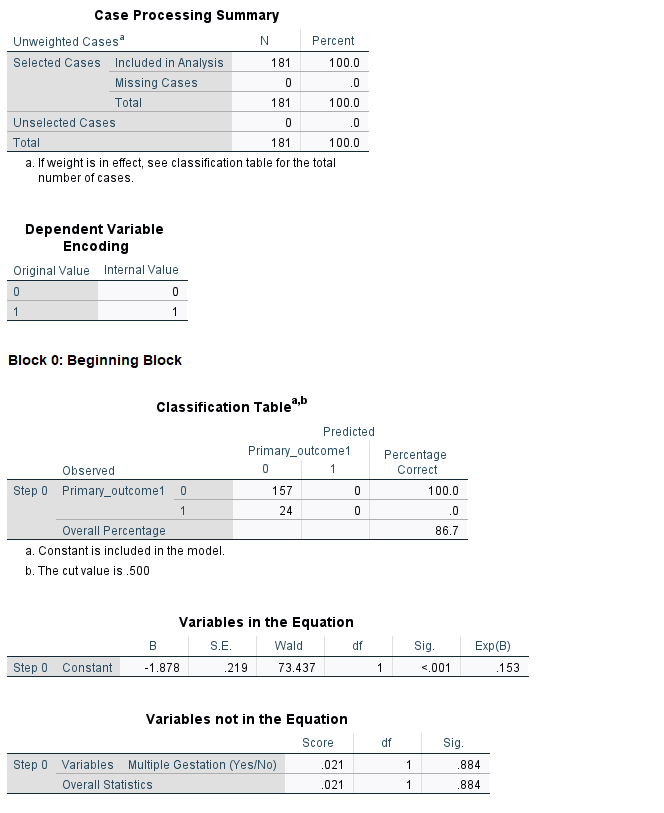 Case Processing Summary
Unweighted Cases^a N Percent
Selected Cases Included in Analysis 181 100.0
Missing Cases 0 .0
Total 181 100.0
Unselected Cases 0 .0
Total 181 100.0
a. If weight is in effect, see classification table for the total
number of cases.
Dependent Variable
Encoding
Original Value Internal Value
0 0
1 1
Block 0: Beginning Block
Classification Table^a,b
Predicted
Primary_outcome1 Percentage
Observed 0 1 Correct
Step 0 Primary_outcome1 0 157 0 100.0
1 24 0 .0
Overall Percentage 86.7
a. Constant is included in the model.
b. The cut value is .500
Variables in the Equation
B S.E. Wald df Sig. Exp(B)
Step 0 Constant -1.878 .219 73.437 1 <.001 .153
Variables not in the Equation
Score df Sig.
Step 0 Variables Multiple Gestation (Yes/No) .021 1 .884
Overall Statistics .021 1 .884